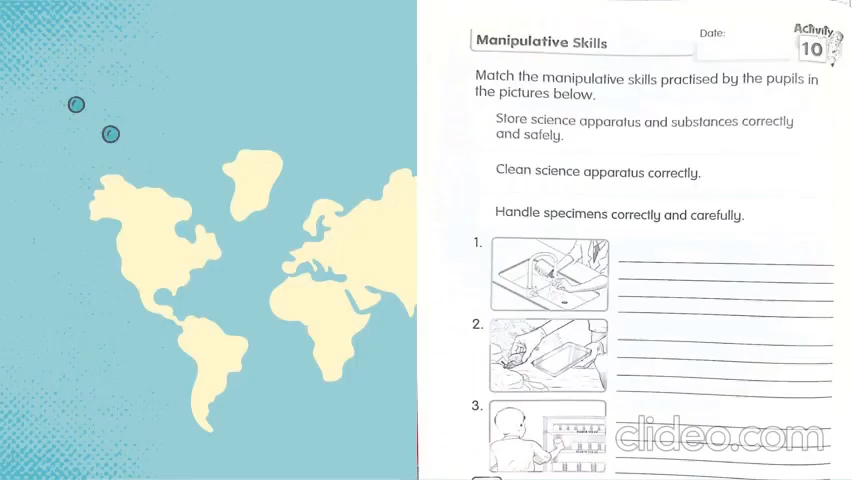 Manipulative Skills
Date:
Activity
10
Match the manipulative skills practised by the pupils in
the pictures below.
Store science apparatus and substances correctly
and safely.
Clean science apparatus correctly.
Handle specimens correctly and carefully.
1.
2.
3.
clideo.com